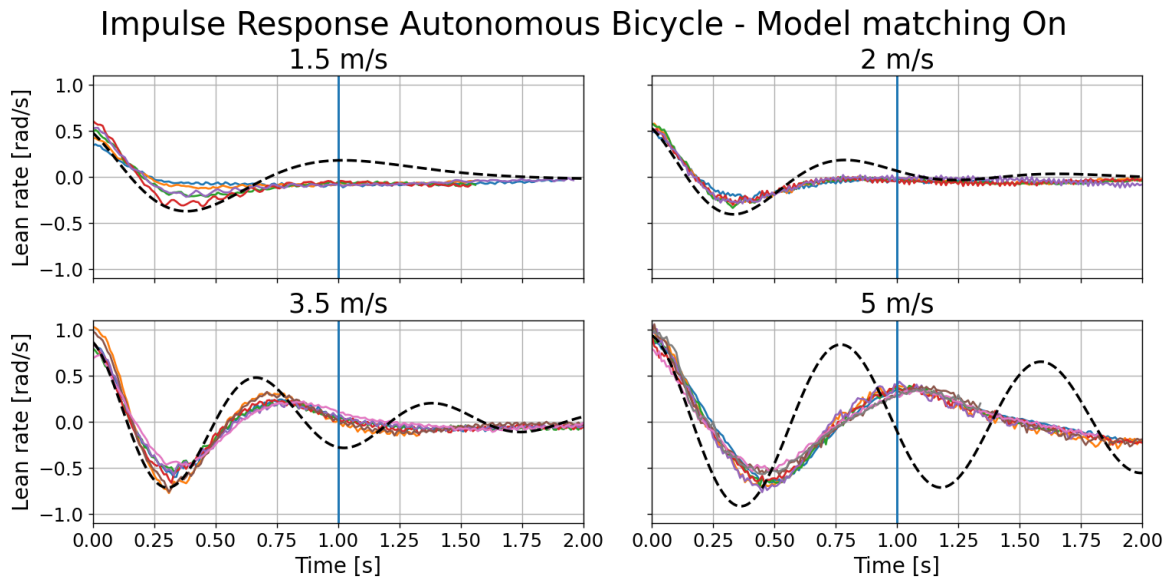 Impulse Response Autonomous Bicycle - Model matching On
1.5 m/s
2 m/s
Lean rate [rad/s]
1.0
0.5
0.0
−0.5
−1.0
3.5 m/s
5 m/s
Lean rate [rad/s]
1.0
0.5
0.0
−0.5
−1.0
0.00 0.25 0.50 0.75 1.00 1.25 1.50 1.75 2.00
0.00 0.25 0.50 0.75 1.00 1.25 1.50 1.75 2.00
Time [s]
Time [s]